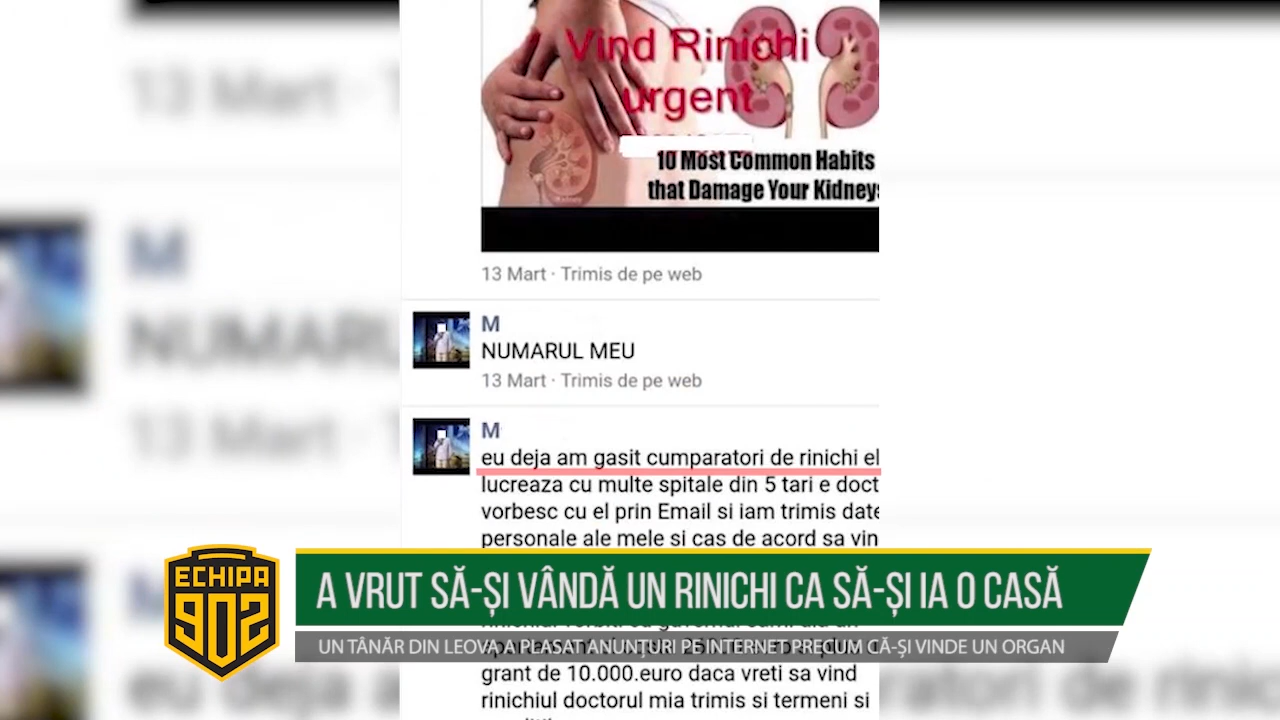 Vind Rinichi
urgent
10 Most Common Habits
that Damage Your Kidneys
13 Mart · Trimis de pe web
M
NUMARUL MEU
13 Mart · Trimis de pe web
M
eu deja am gasit cumparatori de rinichi el
lucreaza cu multe spitale din 5 tari e doct
vorbesc cu el prin Email si iam trimis date
personale ale mele si cas de acord sa vin
ECHIPA
902
A VRUT SĂ-ȘI VÂNDĂ UN RINICHI CA SĂ-ȘI IA O CASĂ
UN TÂNĂR DIN LEOVA A PLASAT ANUNȚURI PE INTERNET PRECUM CĂ-ȘI VINDE UN ORGAN
grant de 10.000.euro daca vreti sa vind
rinichiul doctorul mia trimis si termeni si